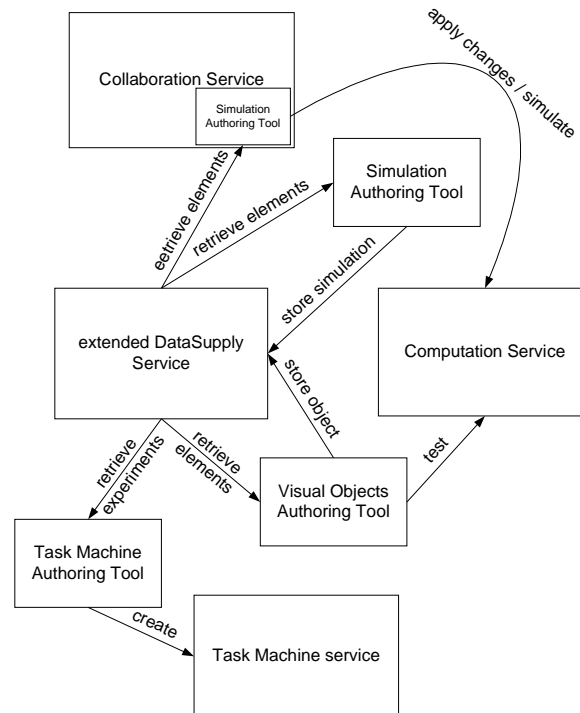 Collaboration Service
Simulation
Authoring Tool
apply changes / simulate
Simulation
Authoring Tool
eetrieve elements
retrieve elements
store simulation
extended DataSupply
Service
Computation Service
store object
retrieve
experiments
retrieve
elements
test
Visual Objects
Authoring Tool
Task Machine
Authoring Tool
create
Task Machine service